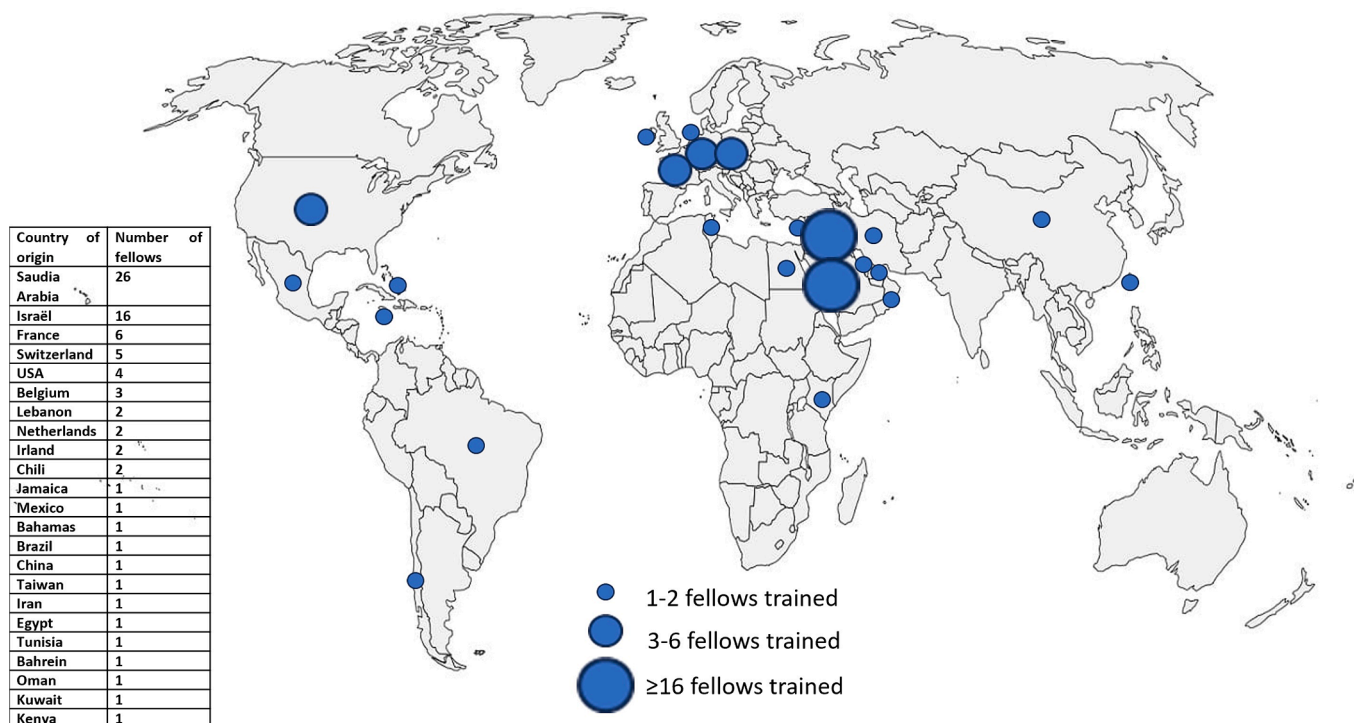 Country of Number of
origin fellows
Saudia 26
Arabia
Israël 16
France 6
Switzerland 5
USA 4
Belgium 3
Lebanon 2
Netherlands 2
Irland 2
Chili 2
Jamaica 1
Mexico 1
Bahamas 1
Brazil 1
China 1
Taiwan 1
Iran 1
Egypt 1
Tunisia 1
Bahrein 1
Oman 1
Kuwait 1
Kenya 1
1-2 fellows trained
3-6 fellows trained
≥16 fellows trained